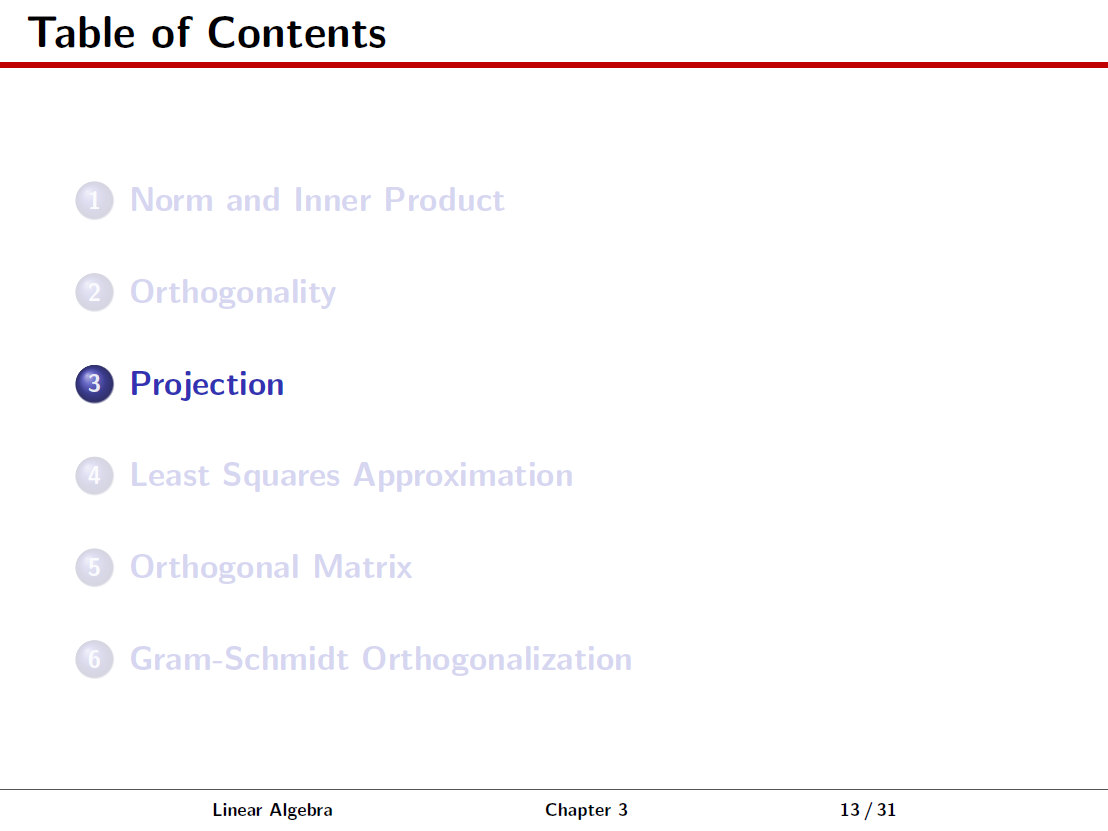 Table of Contents
1 Norm and Inner Product
2 Orthogonality
3 Projection
4 Least Squares Approximation
5 Orthogonal Matrix
6 Gram-Schmidt Orthogonalization
Linear Algebra Chapter 3 13 / 31